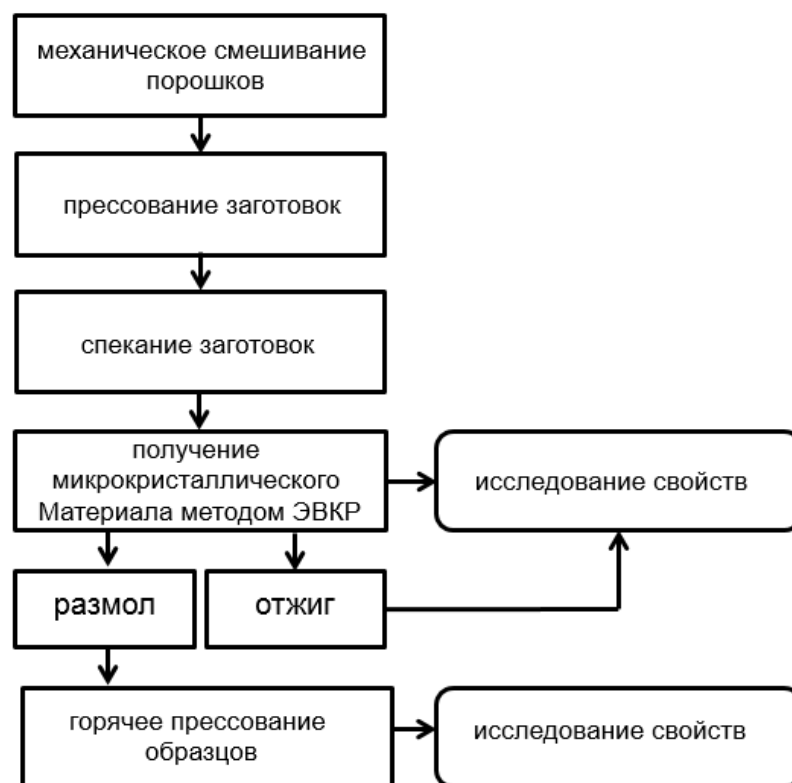 механическое смешивание
порошков
прессование заготовок
спекание заготовок
получение
микрокристаллического
Материала методом ЭВКР
исследование свойств
размол
отжиг
горячее прессование
образцов
исследование свойств